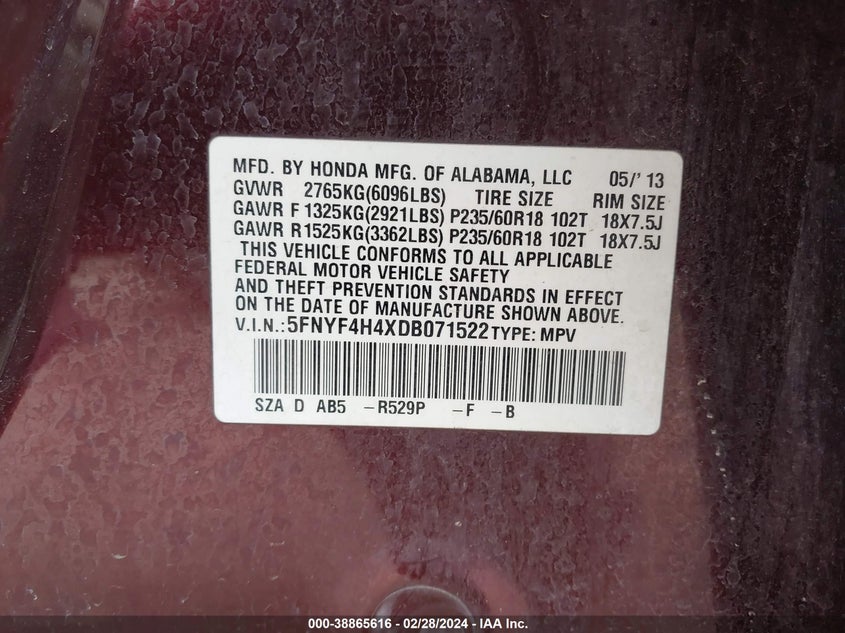 MFD. BY HONDA MFG. OF ALABAMA, LLC 05/'13
GVWR 2765KG(6096LBS) TIRE SIZE RIM SIZE
GAWR F 1325KG(2921LBS) P235/60R18 102T 18X7.5J
GAWR R 1525KG(3362LBS) P235/60R18 102T 18X7.5J
THIS VEHICLE CONFORMS TO ALL APPLICABLE
FEDERAL MOTOR VEHICLE SAFETY
AND THEFT PREVENTION STANDARDS IN EFFECT
ON THE DATE OF MANUFACTURE SHOWN ABOVE.
V.I.N.:5FNYF4H4XDB071522 TYPE: MPV
SZA D AB5 -R529P -F -B
000-38865616 - 02/28/2024 - IAA Inc.